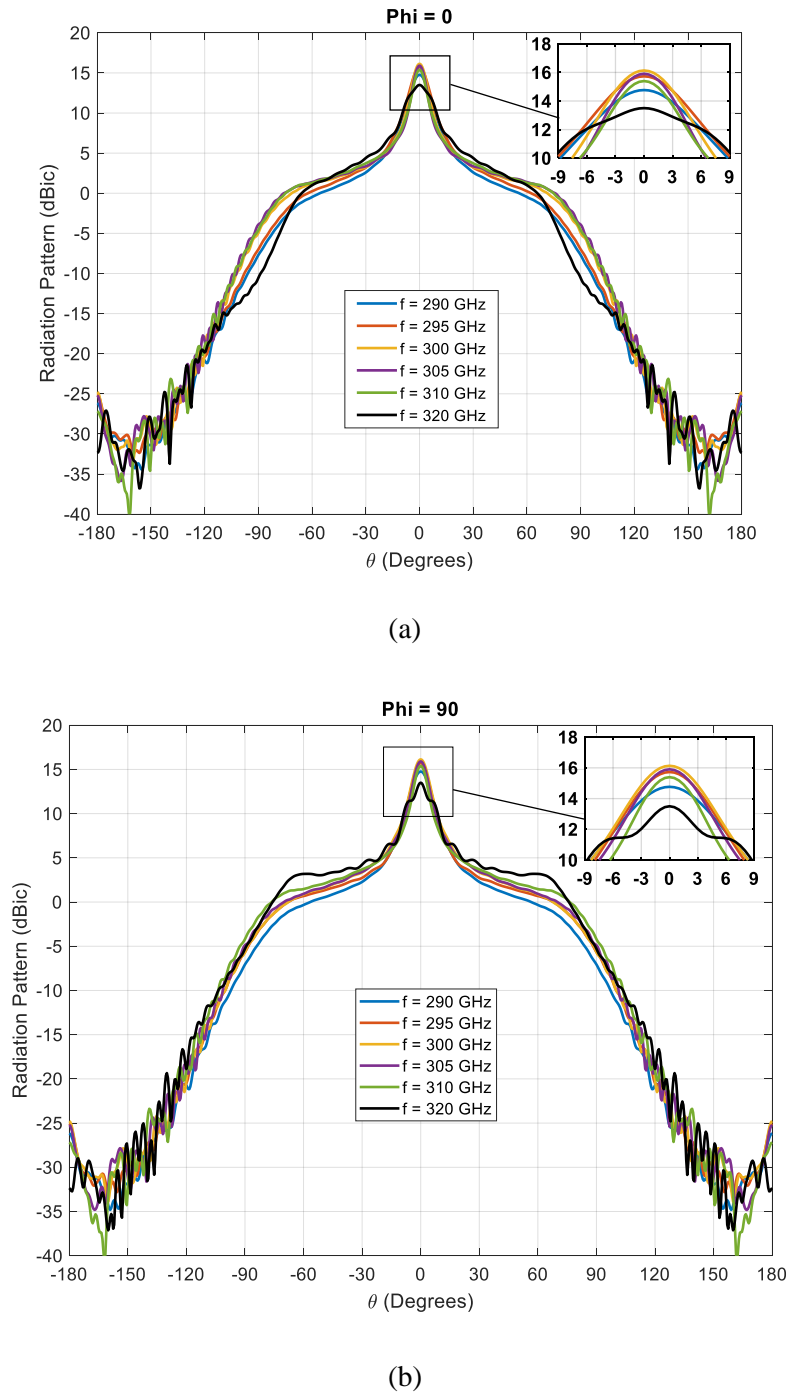 Phi = 0
20
15
10
5
0
-5
-10
-15
-20
-25
-30
-35
-40
Radiation Pattern (dBic)
18
16
14
12
10
-9 -6 -3 0 3 6 9
f = 290 GHz
f = 295 GHz
f = 300 GHz
f = 305 GHz
f = 310 GHz
f = 320 GHz
-180 -150 -120 -90 -60 -30 0 30 60 90 120 150 180
θ (Degrees)
(a)
Phi = 90
20
15
10
5
0
-5
-10
-15
-20
-25
-30
-35
-40
Radiation Pattern (dBic)
18
16
14
12
10
-9 -6 -3 0 3 6 9
f = 290 GHz
f = 295 GHz
f = 300 GHz
f = 305 GHz
f = 310 GHz
f = 320 GHz
-180 -150 -120 -90 -60 -30 0 30 60 90 120 150 180
θ (Degrees)
(b)